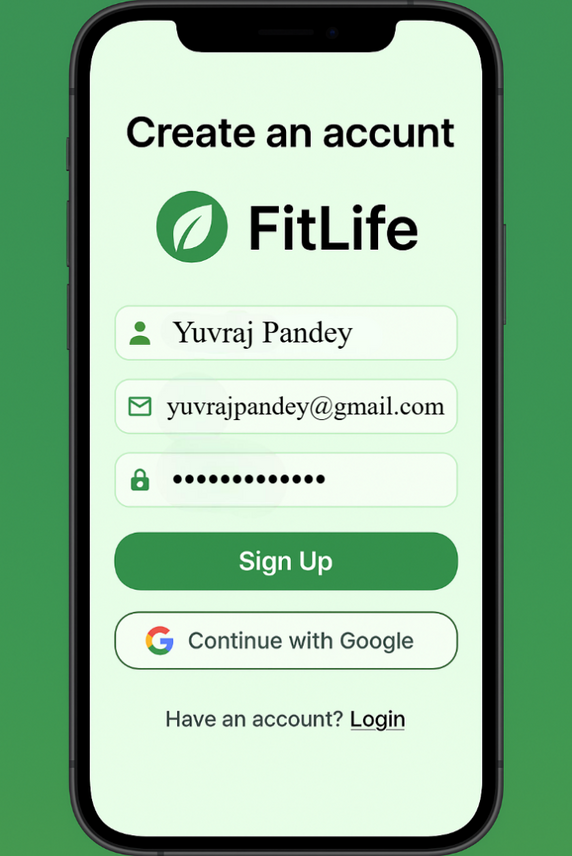 Create an accunt
FitLife
Yuvraj Pandey
yuvrajpandey@gmail.com
•••••••••••••
Sign Up
Continue with Google
Have an account? Login